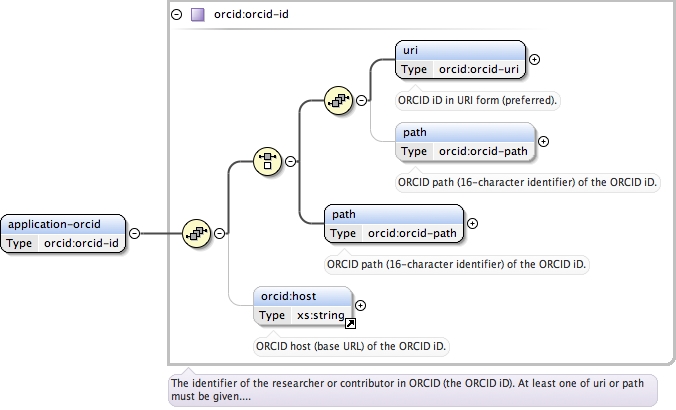 orcid:orcid-id
uri
Type orcid:orcid-uri
ORCID iD in URI form (preferred).
path
Type orcid:orcid-path
ORCID path (16-character identifier) of the ORCID iD.
path
Type orcid:orcid-path
ORCID path (16-character identifier) of the ORCID iD.
application-orcid
Type orcid:orcid-id
orcid:host
Type xs:string
ORCID host (base URL) of the ORCID iD.
The identifier of the researcher or contributor in ORCID (the ORCID iD). At least one of uri or path
must be given....